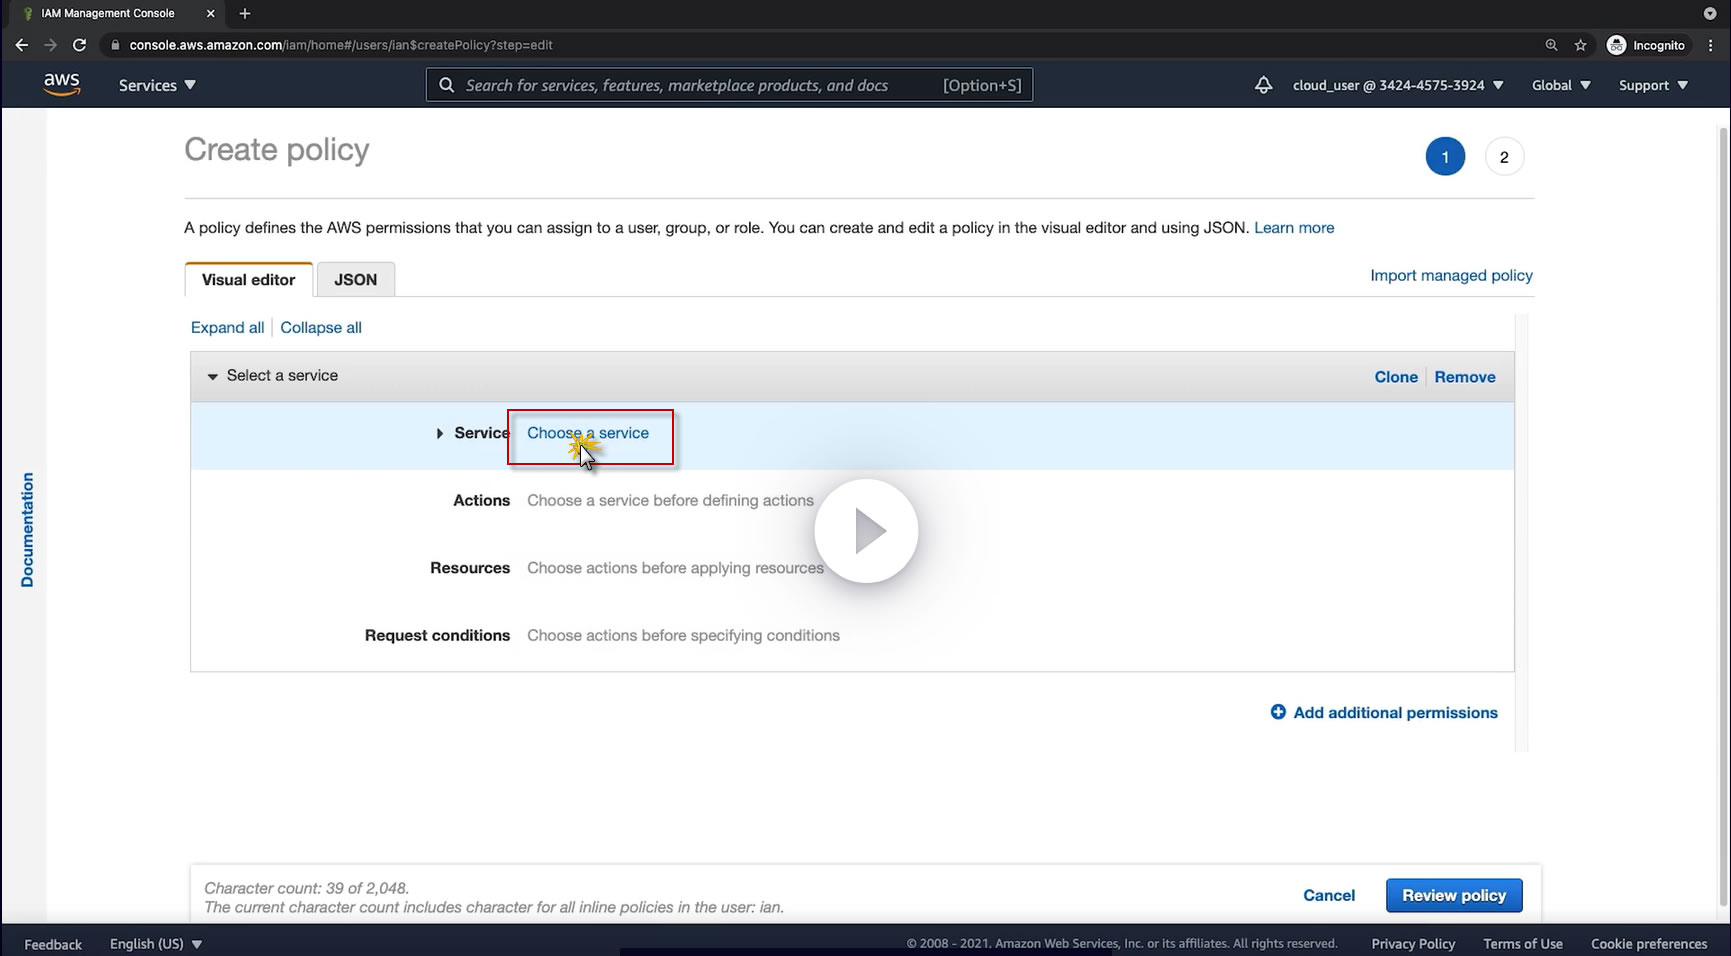 IAM Management Console
console.aws.amazon.com/iam/home#/users/ian$createPolicy?step=edit
Incognito
aws
Services
Search for services, features, marketplace products, and docs [Option+S]
cloud_user @ 3424-4575-3924
Global
Support
Create policy
1
2
A policy defines the AWS permissions that you can assign to a user, group, or role. You can create and edit a policy in the visual editor and using JSON. Learn more
Visual editor
JSON
Import managed policy
Expand all
Collapse all
Select a service
Clone
Remove
Service Choose a service
Actions Choose a service before defining actions
Resources Choose actions before applying resources
Request conditions Choose actions before specifying conditions
Documentation
Add additional permissions
Character count: 39 of 2,048.
The current character count includes character for all inline policies in the user: ian.
Cancel
Review policy
Feedback
English (US)
© 2008 - 2021, Amazon Web Services, Inc. or its affiliates. All rights reserved.
Privacy Policy
Terms of Use
Cookie preferences